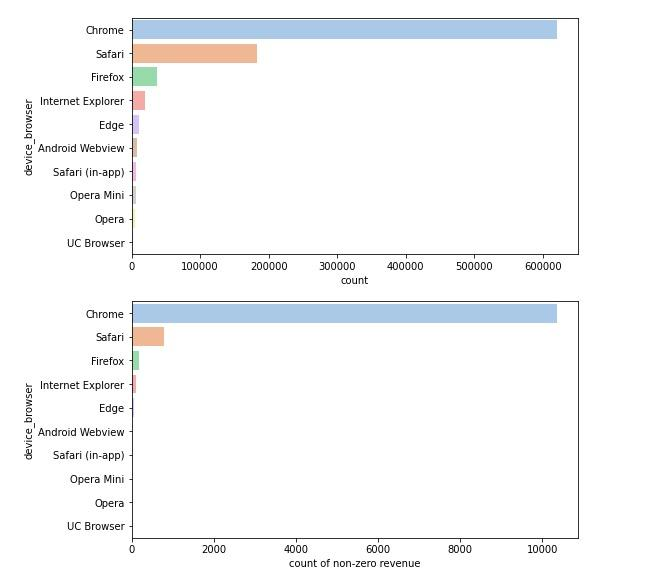 device_browser
Chrome
Safari
Firefox
Internet Explorer
Edge
Android Webview
Safari (in-app)
Opera Mini
Opera
UC Browser
0 100000 200000 300000 400000 500000 600000
count
device_browser
Chrome
Safari
Firefox
Internet Explorer
Edge
Android Webview
Safari (in-app)
Opera Mini
Opera
UC Browser
0 2000 4000 6000 8000 10000
count of non-zero revenue